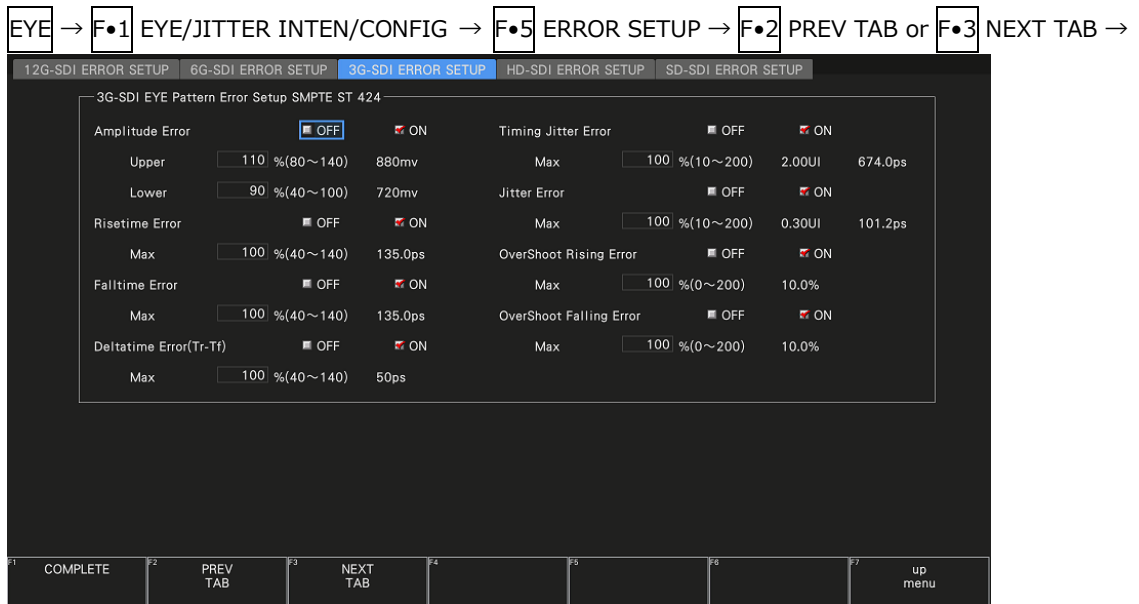 EYE → F•1 EYE/JITTER INTEN/CONFIG → F•5 ERROR SETUP → F•2 PREV TAB or F•3 NEXT TAB →
12G-SDI ERROR SETUP 6G-SDI ERROR SETUP 3G-SDI ERROR SETUP HD-SDI ERROR SETUP SD-SDI ERROR SETUP
3G-SDI EYE Pattern Error Setup SMPTE ST 424
Amplitude Error OFF ON Timing Jitter Error OFF ON
Upper 110 %(80～140) 880mv Max 100 %(10～200) 2.00UI 674.0ps
Lower 90 %(40～100) 720mv Jitter Error OFF ON
Risetime Error OFF ON Max 100 %(10～200) 0.30UI 101.2ps
Max 100 %(40～140) 135.0ps OverShoot Rising Error OFF ON
Falltime Error OFF ON Max 100 %(0～200) 10.0%
Max 100 %(40～140) 135.0ps OverShoot Falling Error OFF ON
Deltatime Error(Tr-Tf) OFF ON Max 100 %(0～200) 10.0%
Max 100 %(40～140) 50ps
F1 COMPLETE F2 PREV TAB F3 NEXT TAB F4 F5 F6 F7 up menu